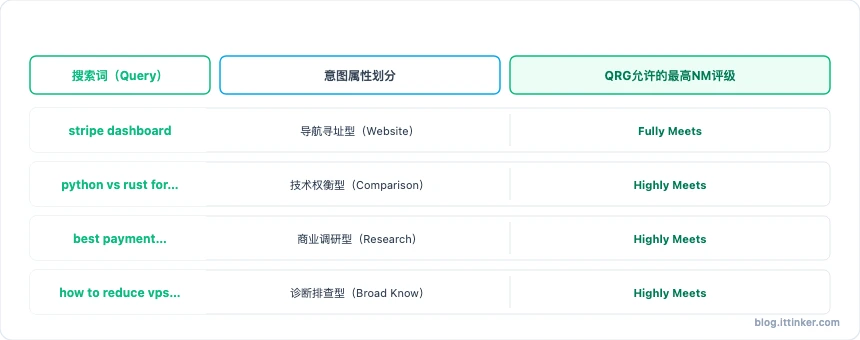 搜索词（Query） 意图属性划分 QRG允许的最高NM评级
stripe dashboard 导航寻址型（Website） Fully Meets
python vs rust for... 技术权衡型（Comparison） Highly Meets
best payment... 商业调研型（Research） Highly Meets
how to reduce vps... 诊断排查型（Broad Know） Highly Meets
blog.ittinker.com